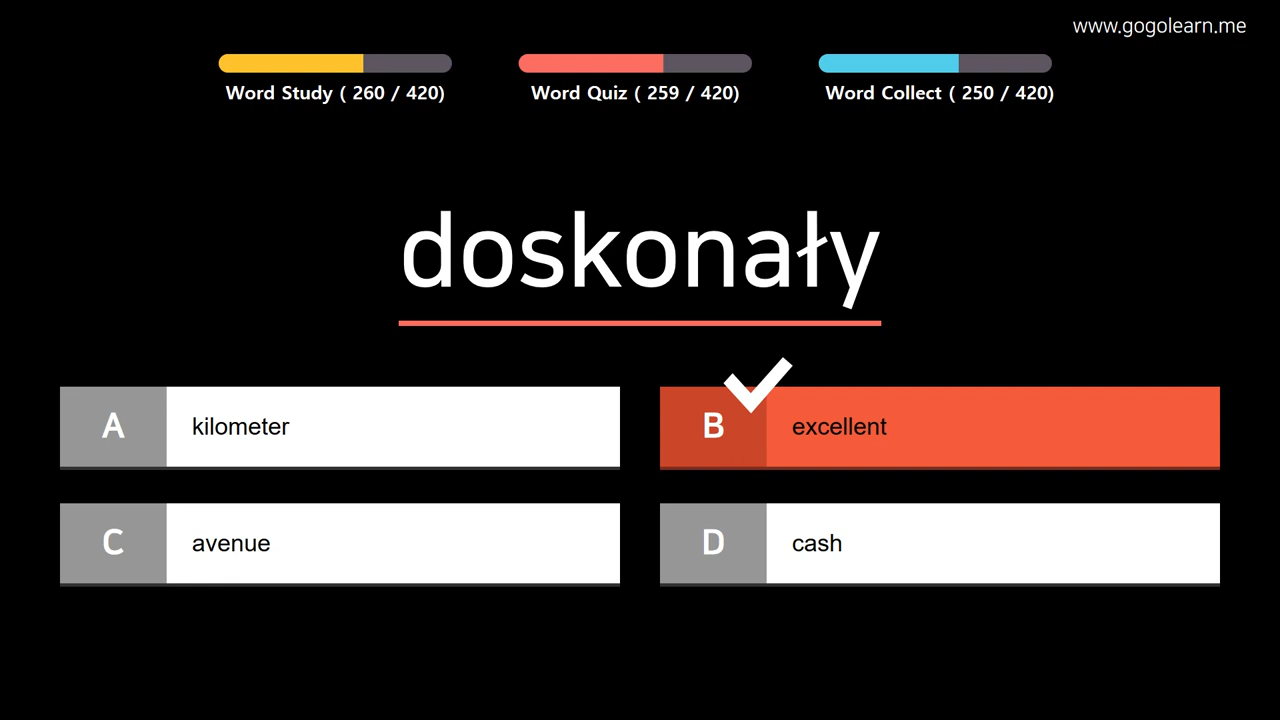 www.gogolearn.me
Word Study ( 260 / 420)
Word Quiz ( 259 / 420)
Word Collect ( 250 / 420)
doskonały
A kilometer
B excellent
C avenue
D cash